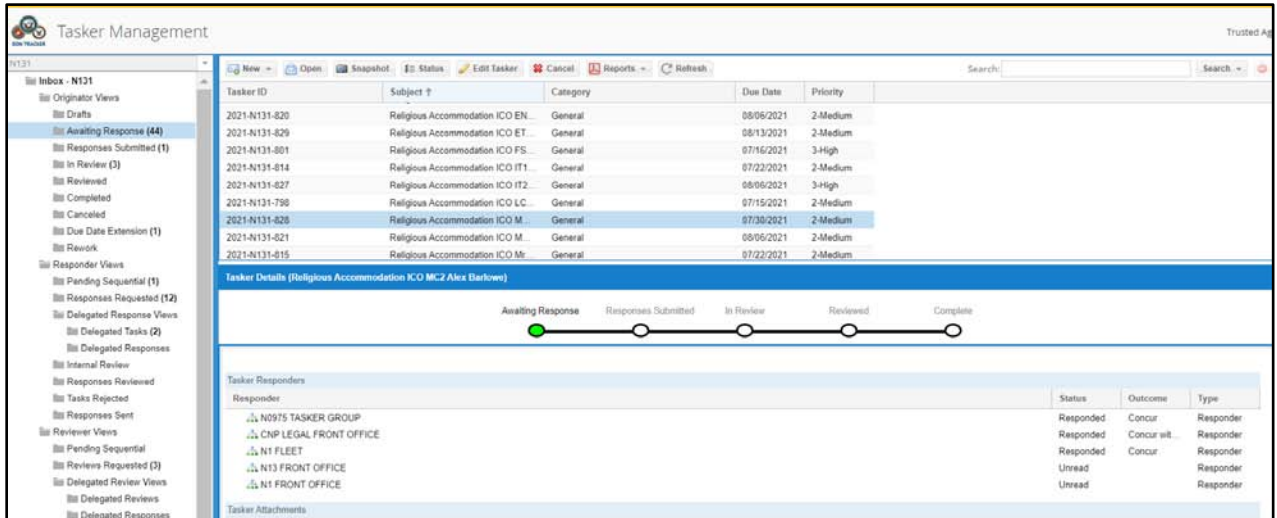 DON TRACKER
Tasker Management
Trusted Ag
N131
Inbox - N131
Originator Views
Drafts
Awaiting Response (44)
Responses Submitted (1)
In Review (3)
Reviewed
Completed
Canceled
Due Date Extension (1)
Rework
Responder Views
Pending Sequential (1)
Responses Requested (12)
Delegated Response Views
Delegated Tasks (2)
Delegated Responses
Internal Review
Responses Reviewed
Tasks Rejected
Responses Sent
Reviewer Views
Pending Sequential
Reviews Requested (3)
Delegated Review Views
Delegated Reviews
Delegated Responses
New Open Snapshot Status Edit Tasker Cancel Reports Refresh Search: Search
Tasker ID Subject ↑ Category Due Date Priority
2021-N131-820 Religious Accommodation ICO EN... General 08/06/2021 2-Medium
2021-N131-829 Religious Accommodation ICO ET... General 08/13/2021 2-Medium
2021-N131-801 Religious Accommodation ICO FS... General 07/16/2021 3-High
2021-N131-814 Religious Accommodation ICO IT1... General 07/22/2021 2-Medium
2021-N131-827 Religious Accommodation ICO IT2... General 08/06/2021 3-High
2021-N131-798 Religious Accommodation ICO LC... General 07/15/2021 2-Medium
2021-N131-828 Religious Accommodation ICO M... General 07/30/2021 2-Medium
2021-N131-821 Religious Accommodation ICO M... General 08/06/2021 2-Medium
2021-N131-815 Religious Accommodation ICO Mr... General 07/22/2021 2-Medium
Tasker Details (Religious Accommodation ICO MC2 Alex Barlowe)
Awaiting Response Responses Submitted In Review Reviewed Complete
Tasker Responders
Responder Status Outcome Type
N0975 TASKER GROUP Responded Concur Responder
CNP LEGAL FRONT OFFICE Responded Concur wit... Responder
N1 FLEET Responded Concur Responder
N13 FRONT OFFICE Unread Responder
N1 FRONT OFFICE Unread Responder
Tasker Attachments